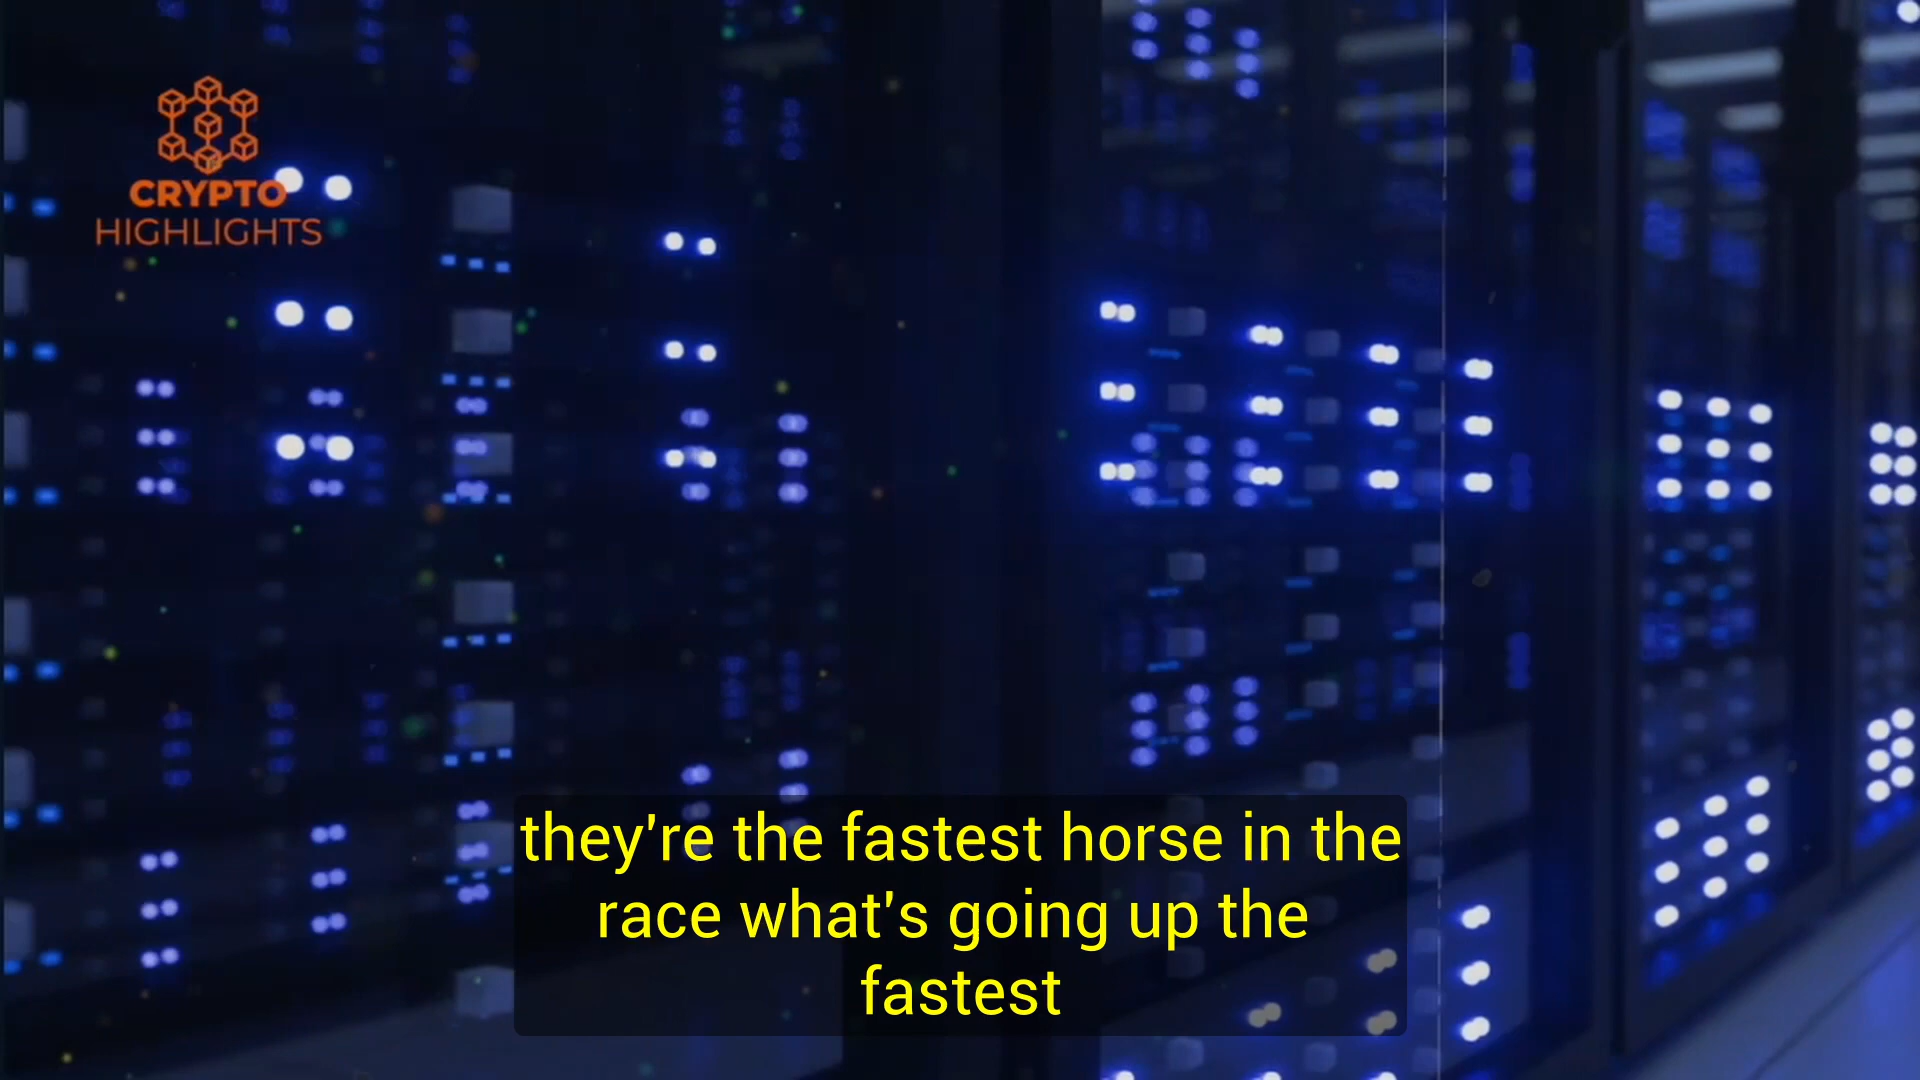 CRYPTO
HIGHLIGHTS
they're the fastest horse in the
race what's going up the
fastest